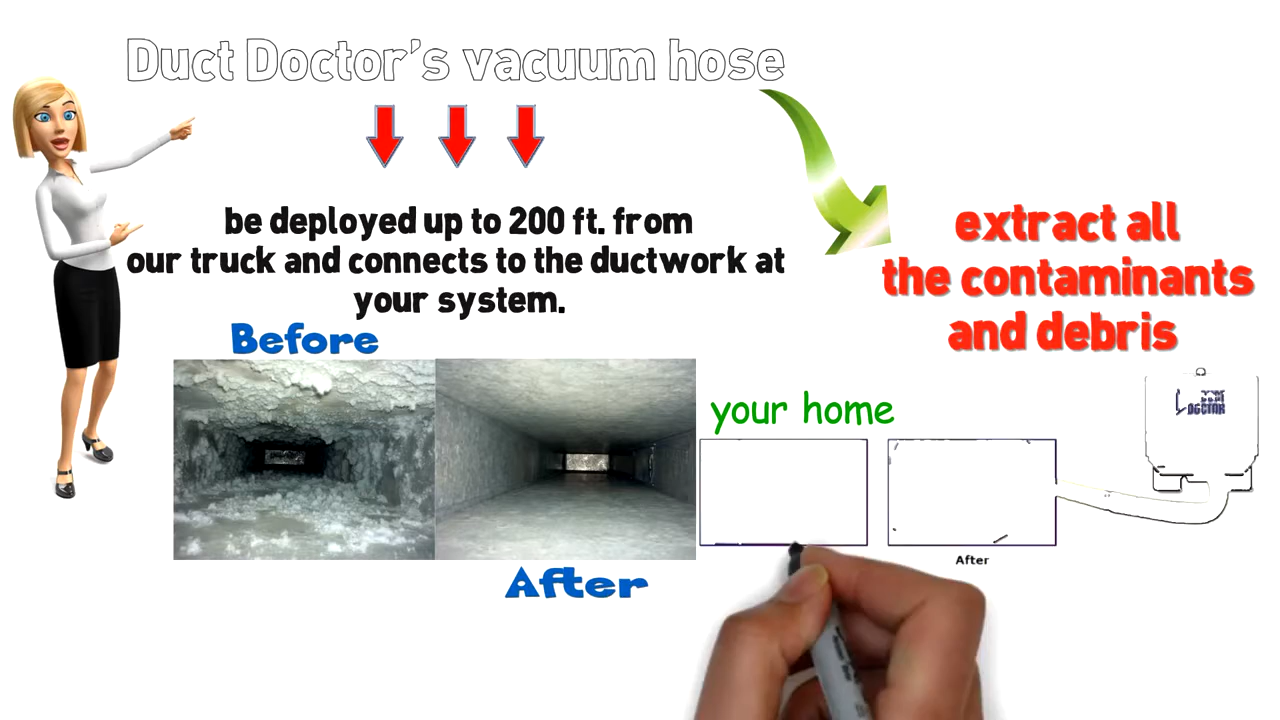 Duct Doctor's vacuum hose
be deployed up to 200 ft. from
our truck and connects to the ductwork at
your system.
extract all
the contaminants
and debris
Before
your home
DOCTOR
After
After